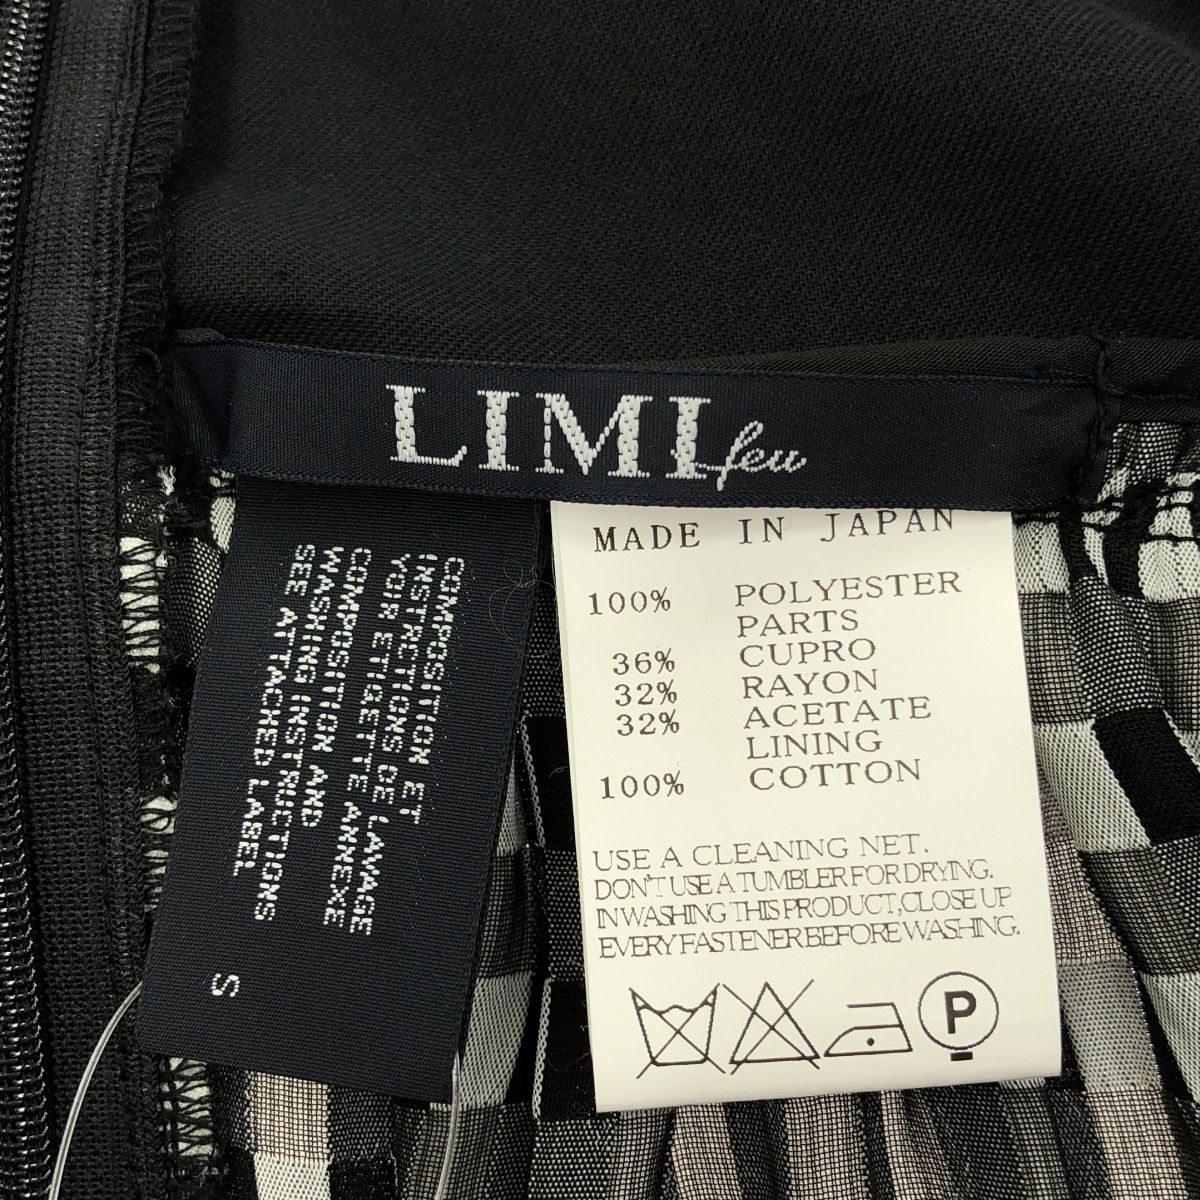 LIMI feu
COMPOSITION ET
INSTRUCTIONS DE LAVAGE
VOIR ETIQETTE ANNEXE
COMPOSITION AND
WASHING INSTRUCTIONS
SEE ATTACHED LABEL
S
MADE IN JAPAN
100% POLYESTER
PARTS
36% CUPRO
32% RAYON
32% ACETATE
LINING
100% COTTON
USE A CLEANING NET.
DON'T USE A TUMBLER FOR DRYING.
IN WASHING THIS PRODUCT,CLOSE UP
EVERY FASTENER BEFORE WASHING.
P